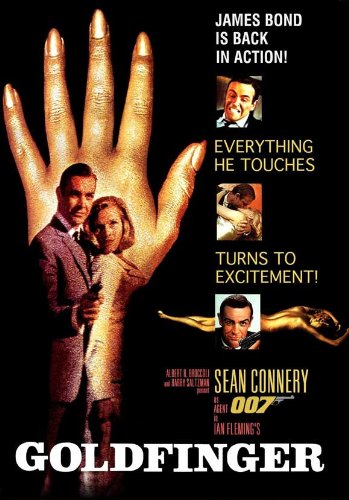 JAMES BOND
IS BACK
IN ACTION!
EVERYTHING
HE TOUCHES
TURNS TO
EXCITEMENT!
ALBERT R. BROCCOLI
and HARRY SALTZMAN
present
SEAN CONNERY
as
AGENT 007
in
IAN FLEMING'S
GOLDFINGER